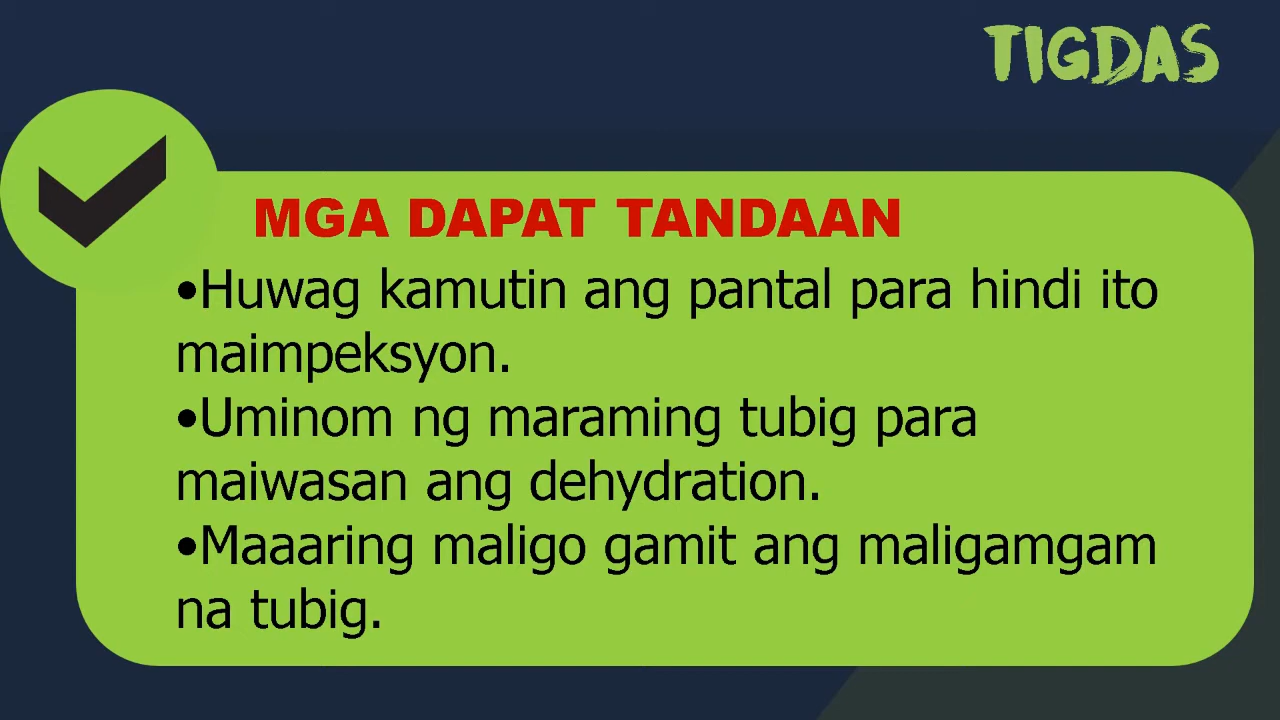 TIGDAS
MGA DAPAT TANDAAN
•Huwag kamutin ang pantal para hindi ito
maimpeksyon.
•Uminom ng maraming tubig para
maiwasan ang dehydration.
•Maaaring maligo gamit ang maligamgam
na tubig.